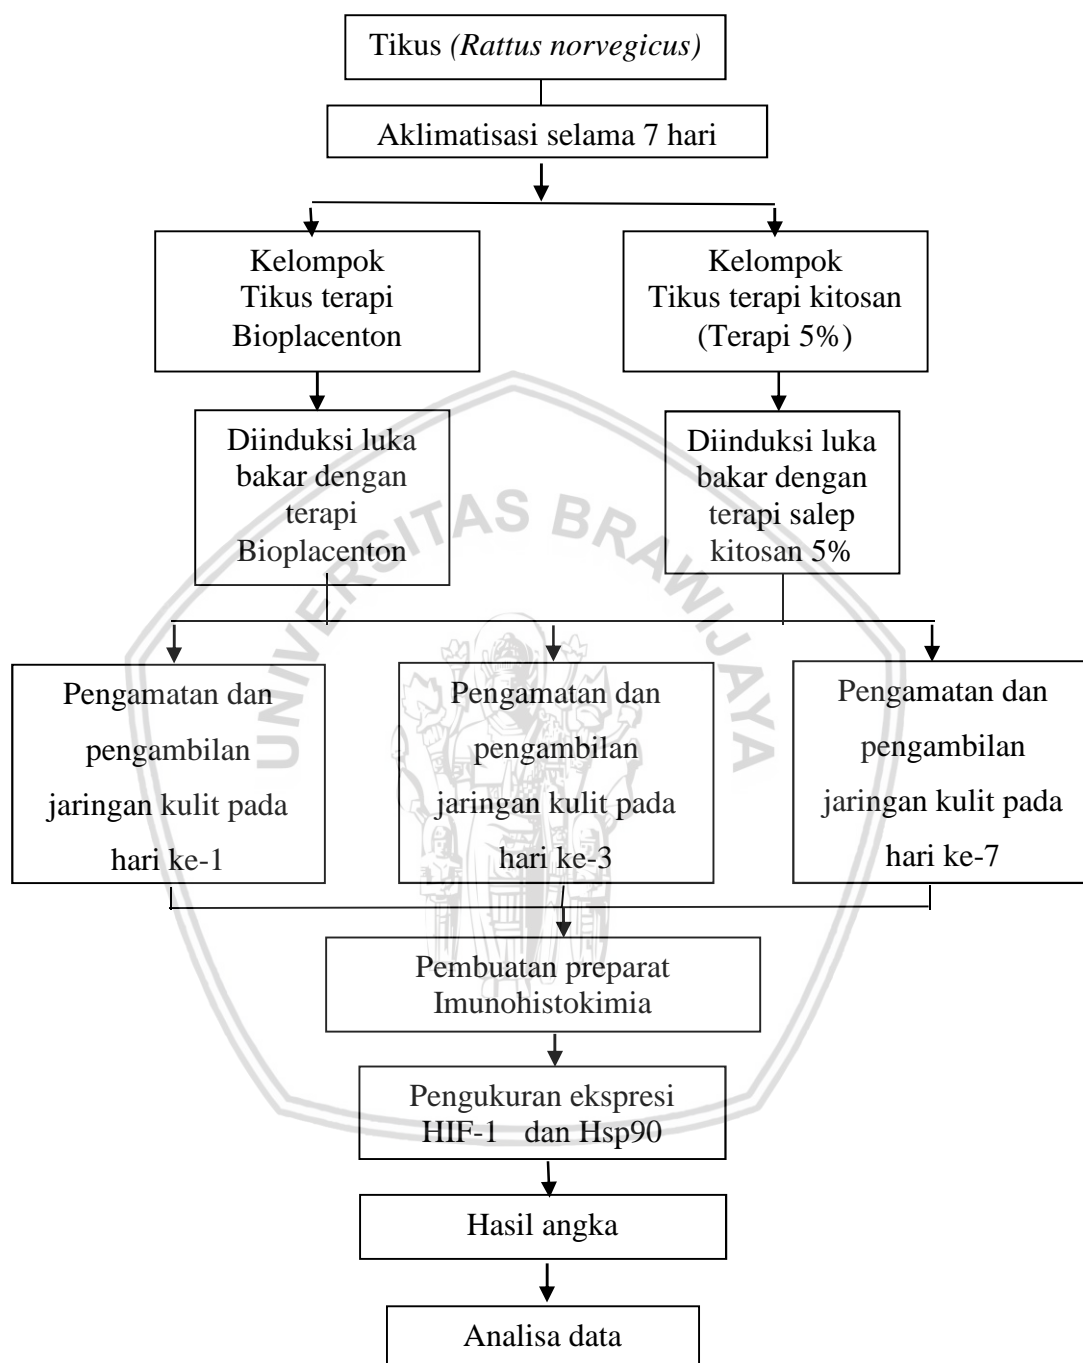 Tikus (Rattus norvegicus)
Aklimatisasi selama 7 hari
Kelompok
Tikus terapi
Bioplacenton
Kelompok
Tikus terapi kitosan
(Terapi 5%)
Diinduksi luka
bakar dengan
terapi
Bioplacenton
Diinduksi luka
bakar dengan
terapi salep
kitosan 5%
UNIVERSITAS BRAWIJAYA
Pengamatan dan
pengambilan
jaringan kulit pada
hari ke-1
Pengamatan dan
pengambilan
jaringan kulit pada
hari ke-3
Pengamatan dan
pengambilan
jaringan kulit pada
hari ke-7
Pembuatan preparat
Imunohistokimia
Pengukuran ekspresi
HIF-1 dan Hsp90
Hasil angka
Analisa data